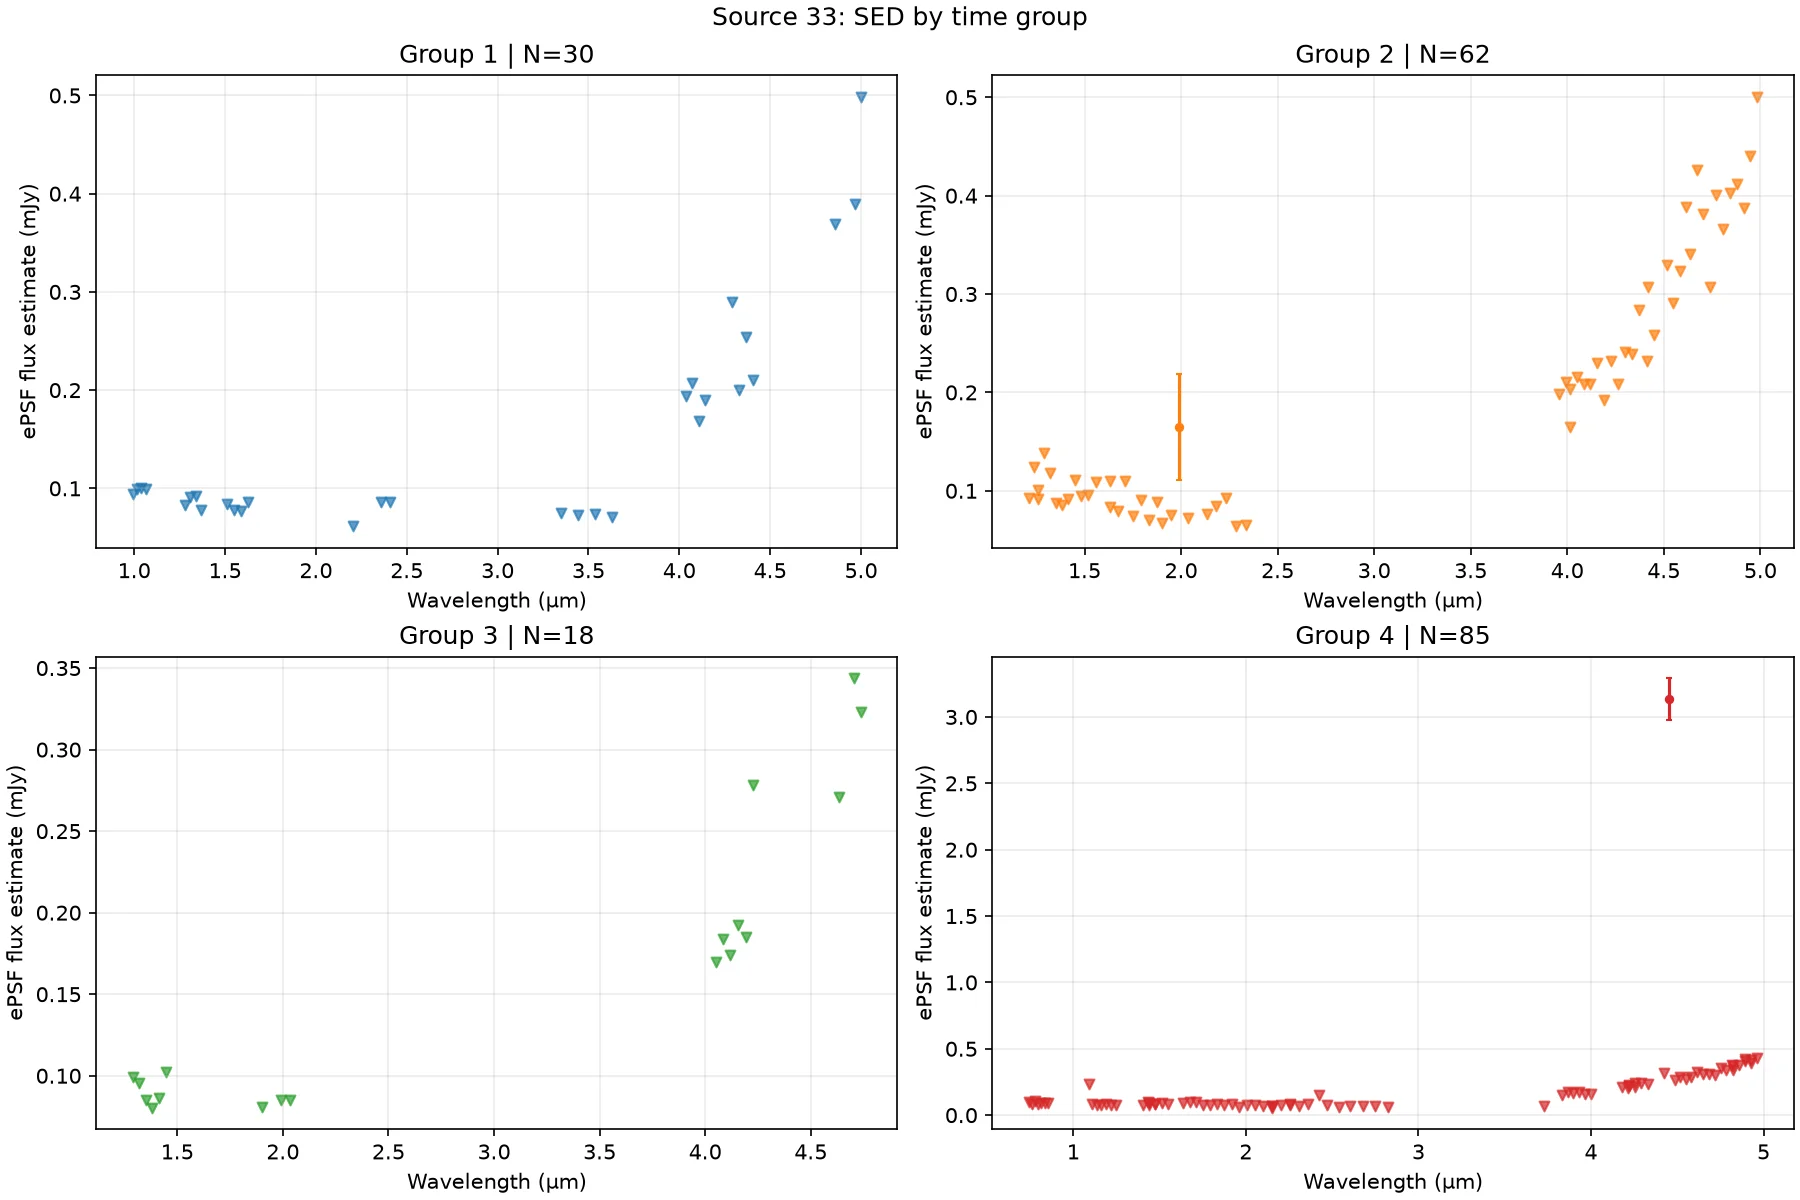 Source 33: SED by time group
Group 1 | N=30
0.5
0.4
0.3
0.2
0.1
ePSF flux estimate (mJy)
1.0 1.5 2.0 2.5 3.0 3.5 4.0 4.5 5.0
Wavelength (μm)
Group 2 | N=62
0.5
0.4
0.3
0.2
0.1
ePSF flux estimate (mJy)
1.5 2.0 2.5 3.0 3.5 4.0 4.5 5.0
Wavelength (μm)
Group 3 | N=18
0.35
0.30
0.25
0.20
0.15
0.10
ePSF flux estimate (mJy)
1.5 2.0 2.5 3.0 3.5 4.0 4.5
Wavelength (μm)
Group 4 | N=85
3.0
2.5
2.0
1.5
1.0
0.5
0.0
ePSF flux estimate (mJy)
1 2 3 4 5
Wavelength (μm)